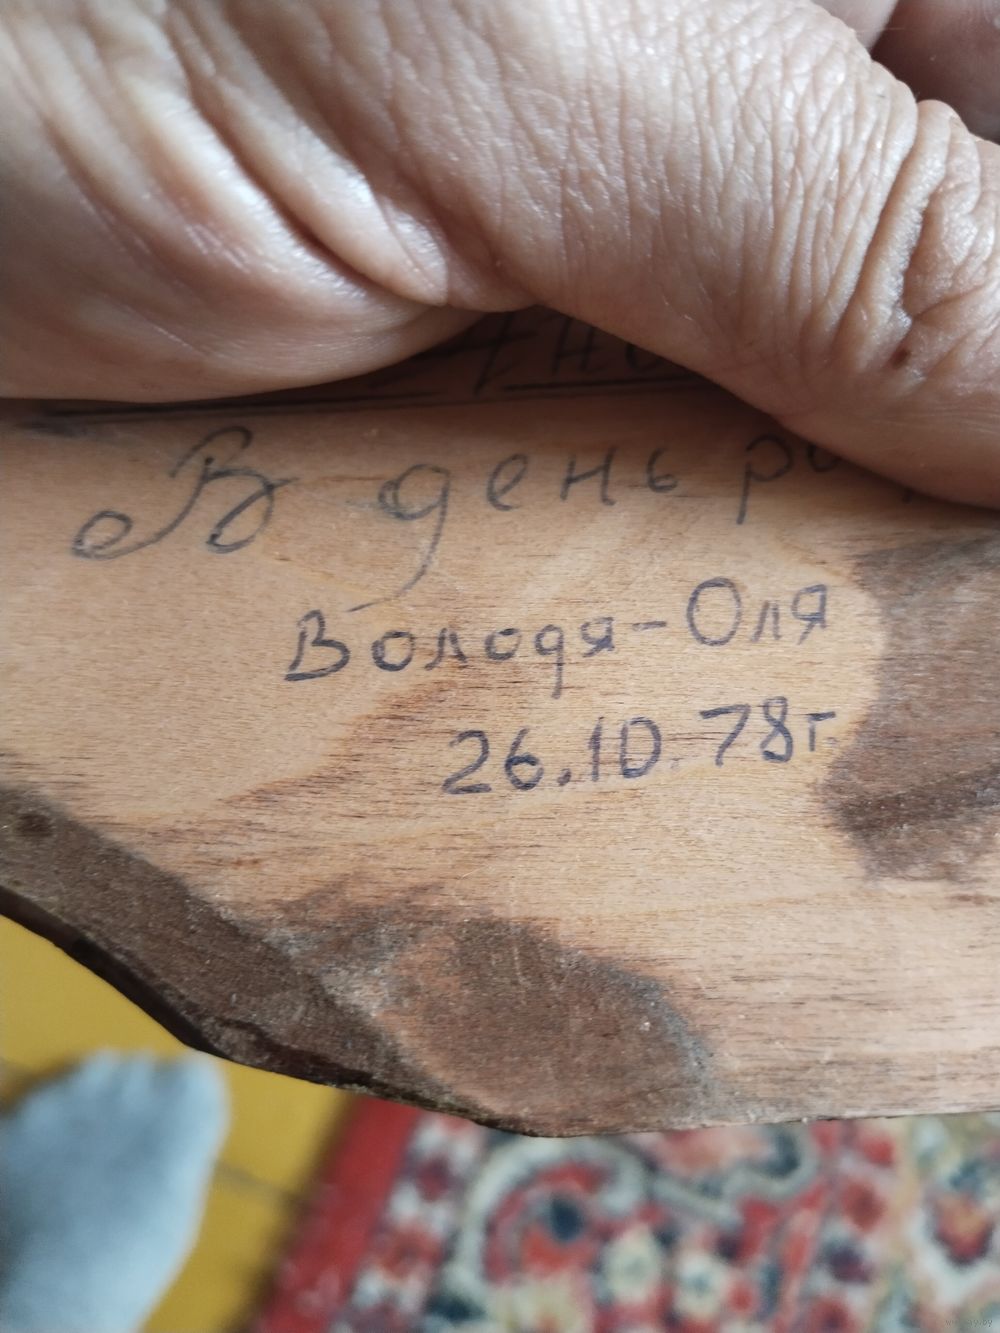 В день
Володя-Оля
26.10.78г.